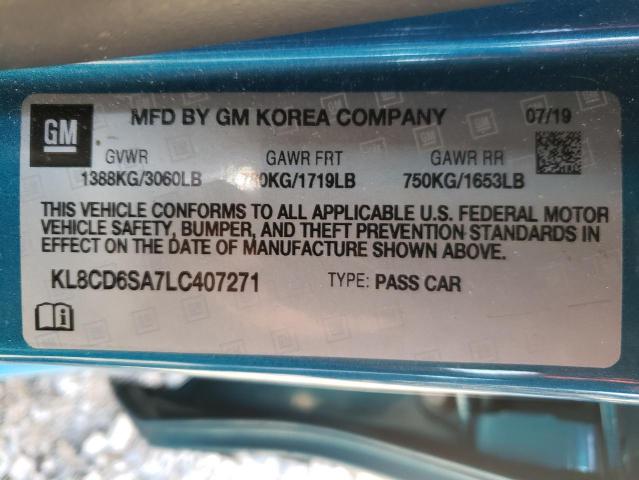 GM
MFD BY GM KOREA COMPANY 07/19
GVWR GAWR FRT GAWR RR
1388KG/3060LB 0KG/1719LB 750KG/1653LB
THIS VEHICLE CONFORMS TO ALL APPLICABLE U.S. FEDERAL MOTOR
VEHICLE SAFETY, BUMPER, AND THEFT PREVENTION STANDARDS IN
EFFECT ON THE DATE OF MANUFACTURE SHOWN ABOVE.
KL8CD6SA7LC407271 TYPE: PASS CAR